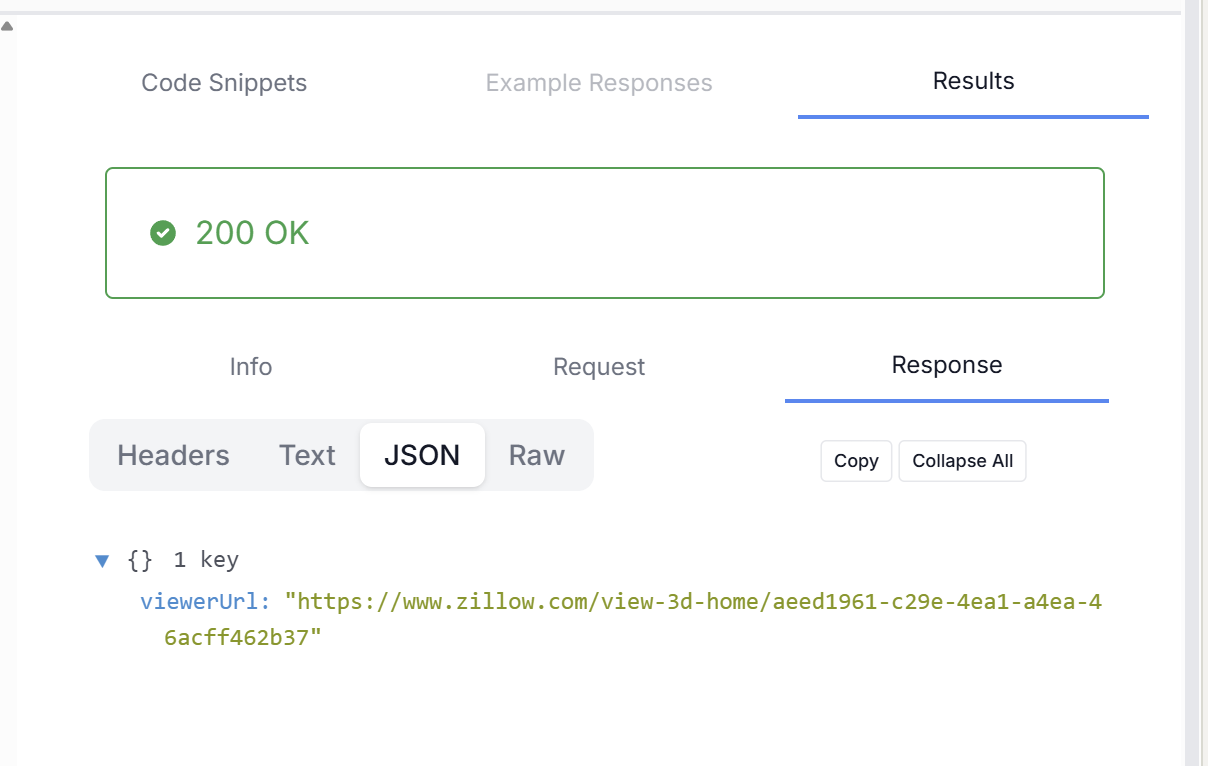 Code Snippets
Example Responses
Results
200 OK
Info
Request
Response
Headers
Text
JSON
Raw
Copy
Collapse All
{} 1 key
viewerUrl: "https://www.zillow.com/view-3d-home/aeed1961-c29e-4ea1-a4ea-4
6acff462b37"